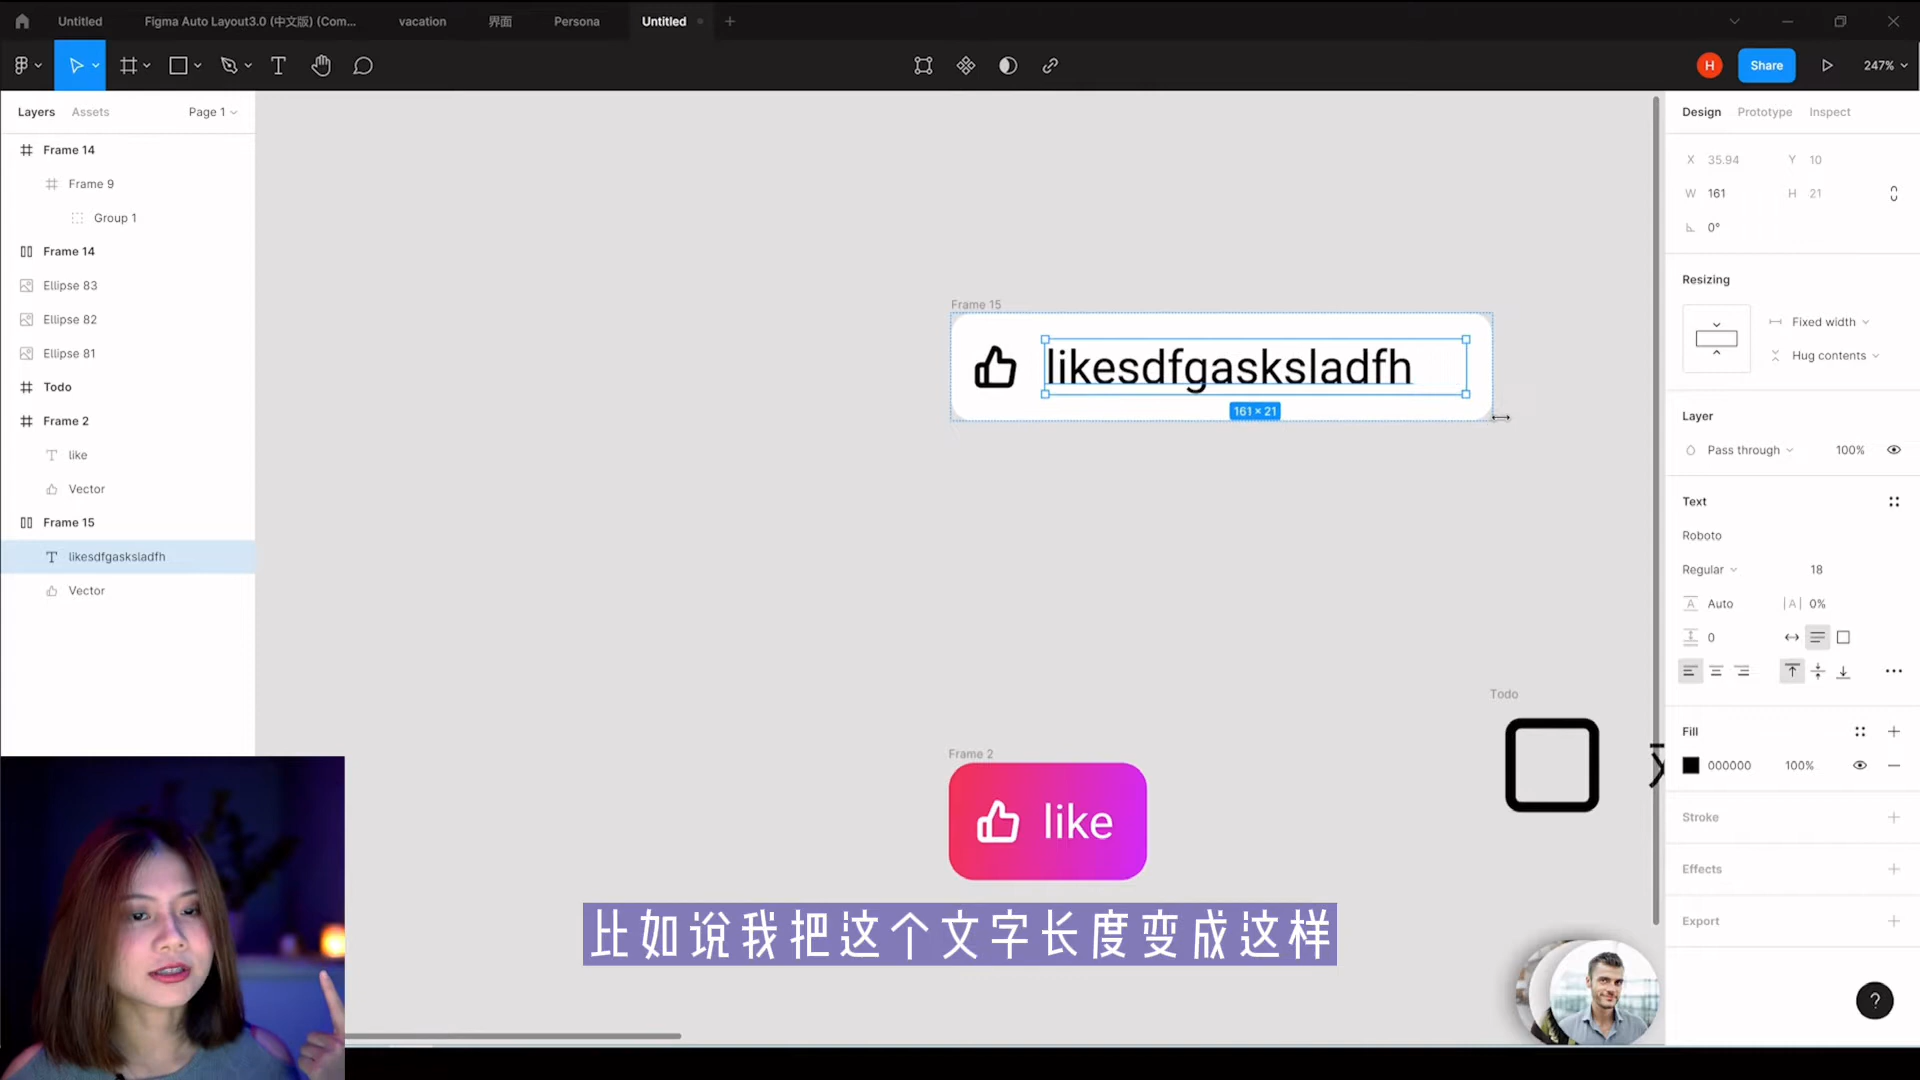 Untitled
Figma Auto Layout3.0 (中文版) (Com...
vacation
界面
Persona
Untitled
H
Share
247%
Layers
Assets
Page 1
Frame 14
Frame 9
Group 1
Frame 14
Ellipse 83
Ellipse 82
Ellipse 81
Todo
Frame 2
like
Vector
Frame 15
likesdfgasksladfh
Vector
Frame 15
likesdfgasksladfh
161 × 21
Todo
Frame 2
like
比如说我把这个文字长度变成这样
Design
Prototype
Inspect
X 35.94 Y 10
W 161 H 21
0°
Resizing
Fixed width
Hug contents
Layer
Pass through 100%
Text
Roboto
Regular 18
Auto 0%
0
Fill
000000 100%
Stroke
Effects
Export
?